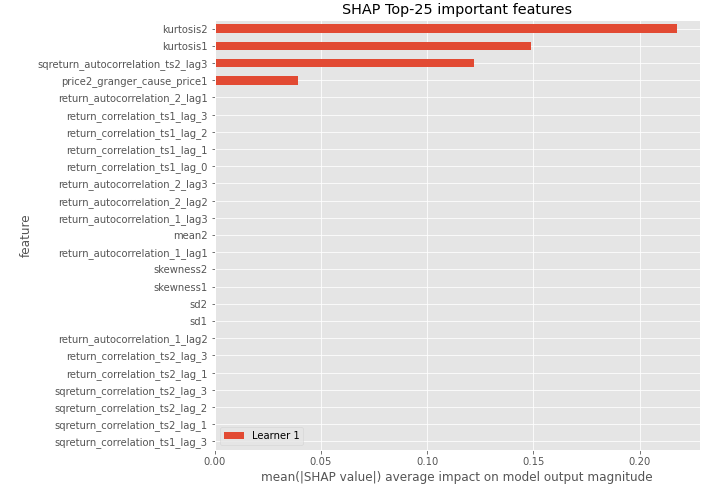 SHAP Top-25 important features
kurtosis2
kurtosis1
sqreturn_autocorrelation_ts2_lag3
price2_granger_cause_price1
return_autocorrelation_2_lag1
return_correlation_ts1_lag_3
return_correlation_ts1_lag_2
return_correlation_ts1_lag_1
return_correlation_ts1_lag_0
return_autocorrelation_2_lag3
return_autocorrelation_2_lag2
return_autocorrelation_1_lag3
mean2
return_autocorrelation_1_lag1
skewness2
skewness1
sd2
sd1
return_autocorrelation_1_lag2
return_correlation_ts2_lag_3
return_correlation_ts2_lag_1
sqreturn_correlation_ts2_lag_3
sqreturn_correlation_ts2_lag_2
sqreturn_correlation_ts2_lag_1
sqreturn_correlation_ts1_lag_3
feature
Learner 1
0.00 0.05 0.10 0.15 0.20
mean(|SHAP value|) average impact on model output magnitude